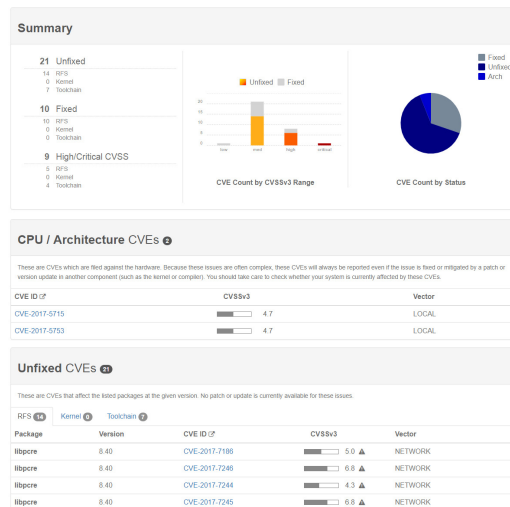 Summary
21 Unfixed
14 RFS
0 Kernel
7 Toolchain
10 Fixed
10 RFS
0 Kernel
0 Toolchain
9 High/Critical CVSS
5 RFS
0 Kernel
4 Toolchain
Unfixed Fixed
20
15
10
5
0
low med high critical
CVE Count by CVSSv3 Range
Fixed
Unfixed
Arch
CVE Count by Status
CPU / Architecture CVEs 2
These are CVEs which are filed against the hardware. Because these issues are often complex, these CVEs will always be reported even if the issue is fixed or mitigated by a patch or
version update in another component (such as the kernel or compiler). You should take care to check whether your system is currently affected by these CVEs.
CVE ID CVSSv3 Vector
CVE-2017-5715 4.7 LOCAL
CVE-2017-5753 4.7 LOCAL
Unfixed CVEs 21
These are CVEs that affect the listed packages at the given version. No patch or update is currently available for these issues.
RFS 14 Kernel 0 Toolchain 7
Package Version CVE ID CVSSv3 Vector
libpcre 8.40 CVE-2017-7186 5.0 NETWORK
libpcre 8.40 CVE-2017-7246 6.8 NETWORK
libpcre 8.40 CVE-2017-7244 4.3 NETWORK
libpcre 8.40 CVE-2017-7245 6.8 NETWORK